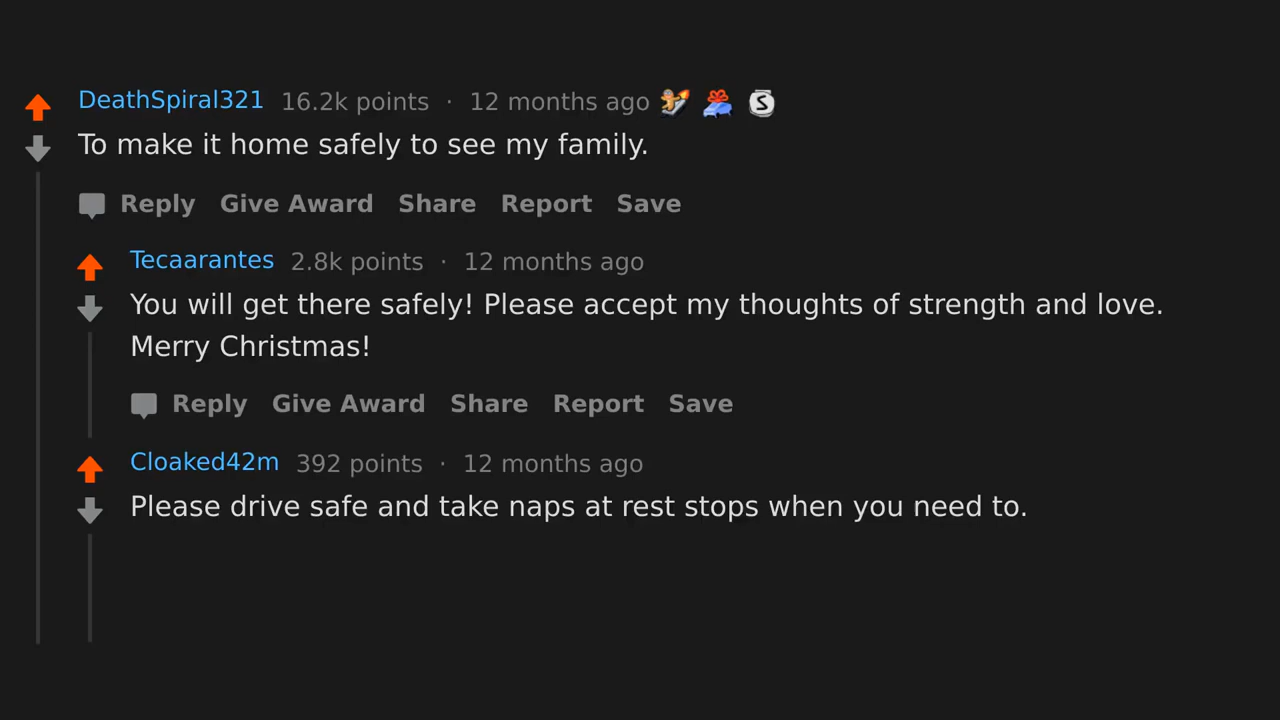 DeathSpiral321 16.2k points · 12 months ago
To make it home safely to see my family.
Reply Give Award Share Report Save
Tecaarantes 2.8k points · 12 months ago
You will get there safely! Please accept my thoughts of strength and love.
Merry Christmas!
Reply Give Award Share Report Save
Cloaked42m 392 points · 12 months ago
Please drive safe and take naps at rest stops when you need to.